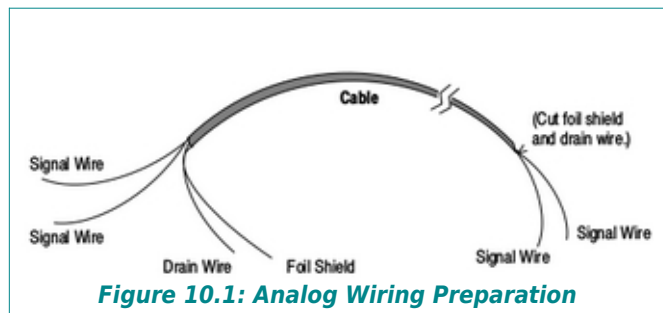 Cable
(Cut foil shield
and drain wire.)
Signal Wire
Signal Wire
Drain Wire
Foil Shield
Signal Wire
Signal Wire
Figure 10.1: Analog Wiring Preparation